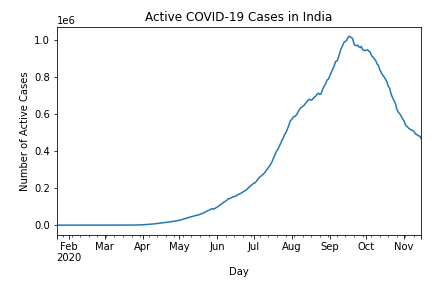 Active COVID-19 Cases in India
1e6
Number of Active Cases
1.0
0.8
0.6
0.4
0.2
0.0
Feb Mar Apr May Jun Jul Aug Sep Oct Nov
2020
Day